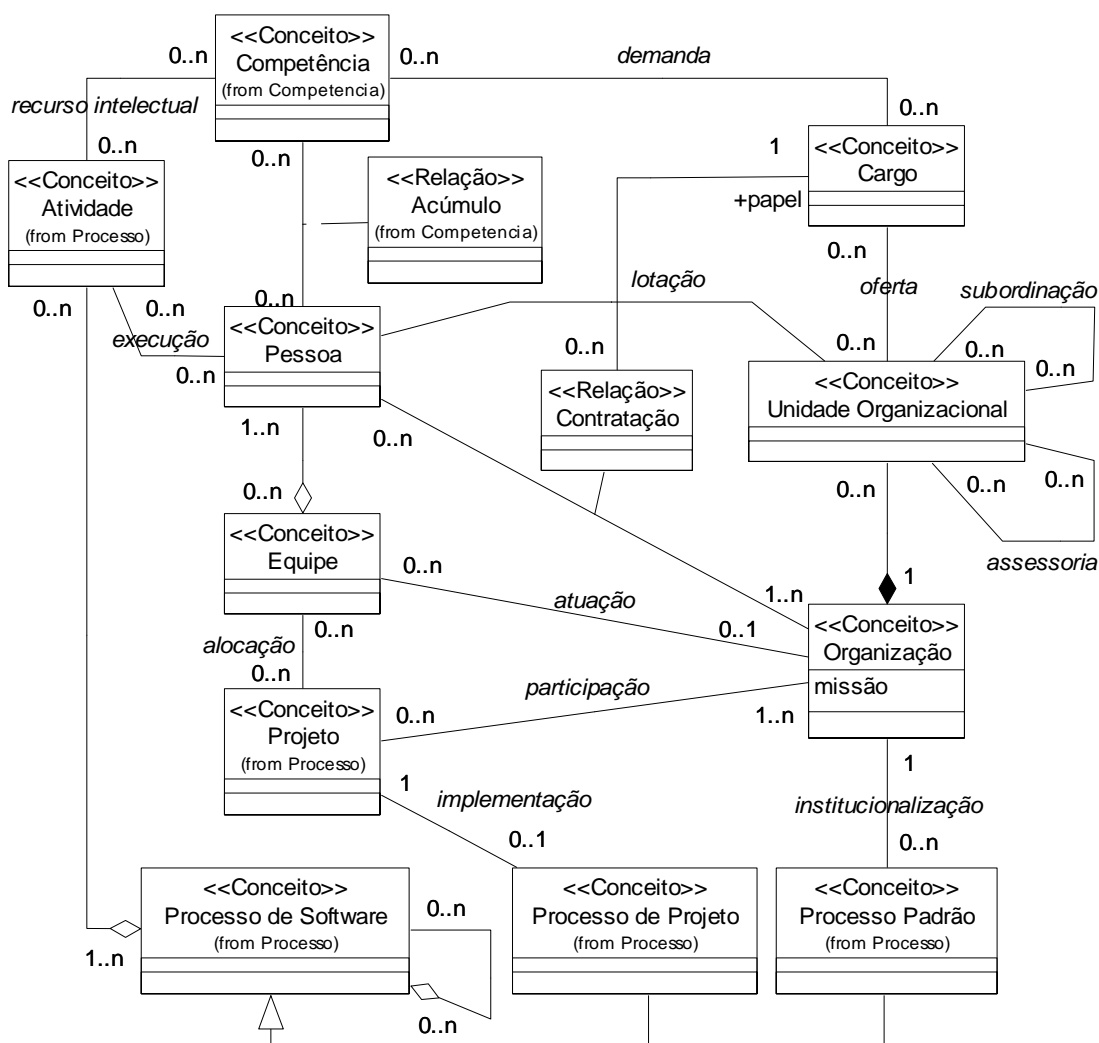 <<Conceito>>
Competência
(from Competencia)
0..n
0..n
demanda
recurso intelectual
0..n
0..n
0..n
<<Conceito>>
Atividade
(from Processo)
<<Relação>>
Acúmulo
(from Competencia)
1
<<Conceito>>
Cargo
+papel
0..n
0..n
0..n
execução
0..n
0..n
<<Conceito>>
Pessoa
lotação
oferta
subordinação
0..n
0..n
0..n
0..n
<<Relação>>
Contratação
<<Conceito>>
Unidade Organizacional
1..n
0..n
0..n
0..n
0..n
assessoria
0..n
<<Conceito>>
Equipe
0..n
atuação
1..n
0..1
1
<<Conceito>>
Organização
missão
alocação
0..n
0..n
participação
<<Conceito>>
Projeto
(from Processo)
0..n
1..n
1
implementação
0..1
1
institucionalização
0..n
<<Conceito>>
Processo de Software
(from Processo)
0..n
1..n
0..n
<<Conceito>>
Processo de Projeto
(from Processo)
<<Conceito>>
Processo Padrão
(from Processo)